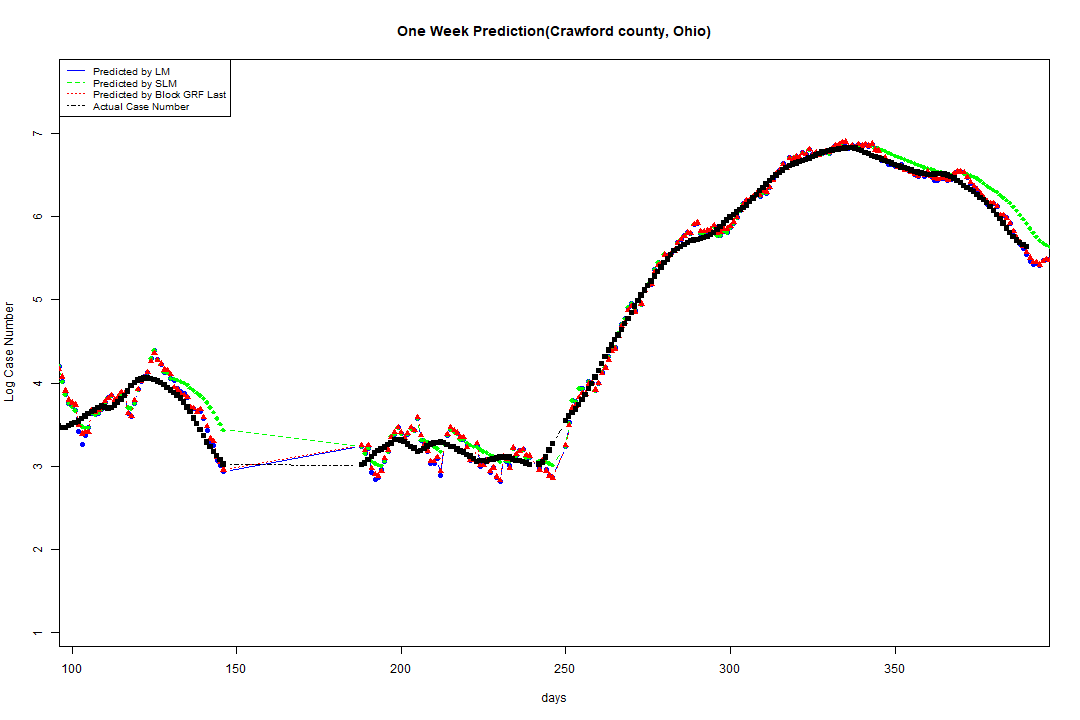 One Week Prediction(Crawford county, Ohio)
Predicted by LM
Predicted by SLM
Predicted by Block GRF Last
Actual Case Number
7
6
5
4
3
2
1
Log Case Number
100 150 200 250 300 350
days